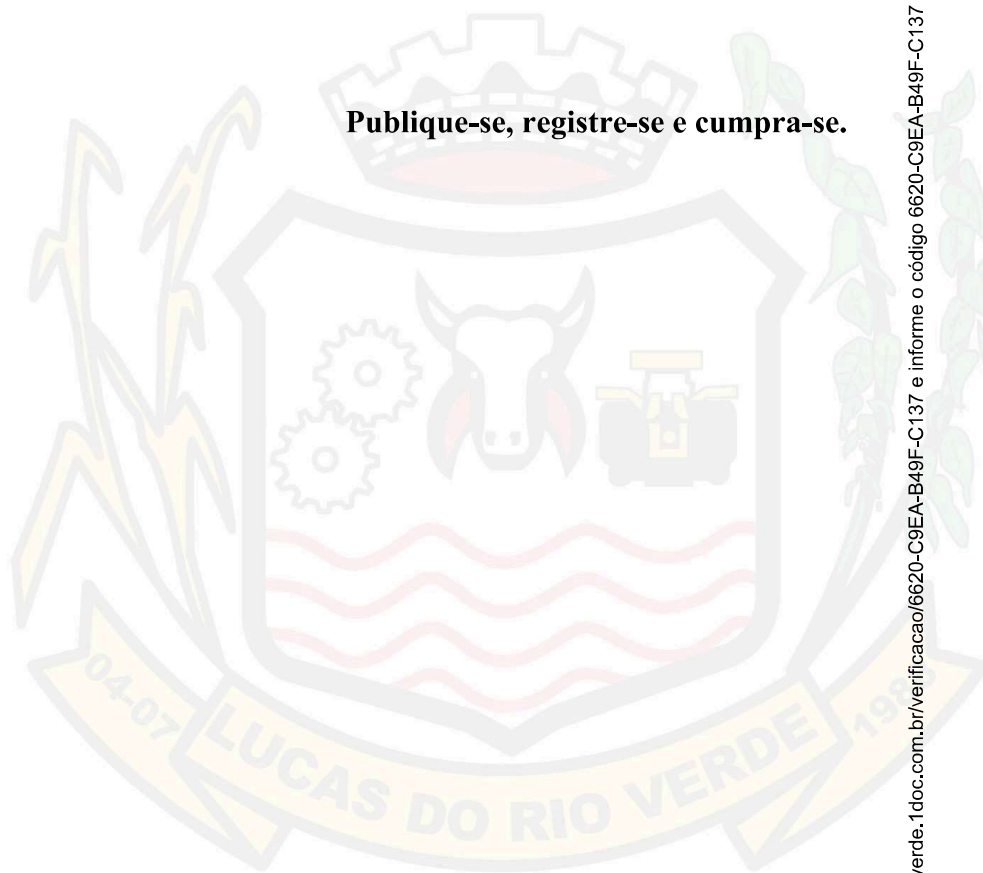 Publique-se, registre-se e cumpra-se.
04-07
LUCAS DO RIO VERDE
verde.1doc.com.br/verificacao/6620-C9EA-B49F-C137 e informe o código 6620-C9EA-B49F-C137